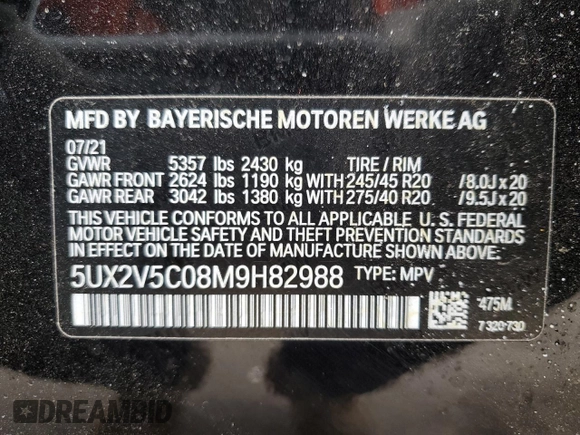 MFD BY BAYERISCHE MOTOREN WERKE AG
07/21
GVWR 5357 lbs 2430 kg TIRE / RIM
GAWR FRONT 2624 lbs 1190 kg WITH 245/45 R20 /8.0J x 20
GAWR REAR 3042 lbs 1380 kg WITH 275/40 R20 /9.5J x 20
THIS VEHICLE CONFORMS TO ALL APPLICABLE U. S. FEDERAL
MOTOR VEHICLE SAFETY AND THEFT PREVENTION STANDARDS
IN EFFECT ON THE DATE OF MANUFACTURE SHOWN ABOVE.
5UX2V5C08M9H82988 TYPE: MPV
475M
7 320 730
DREAMBID